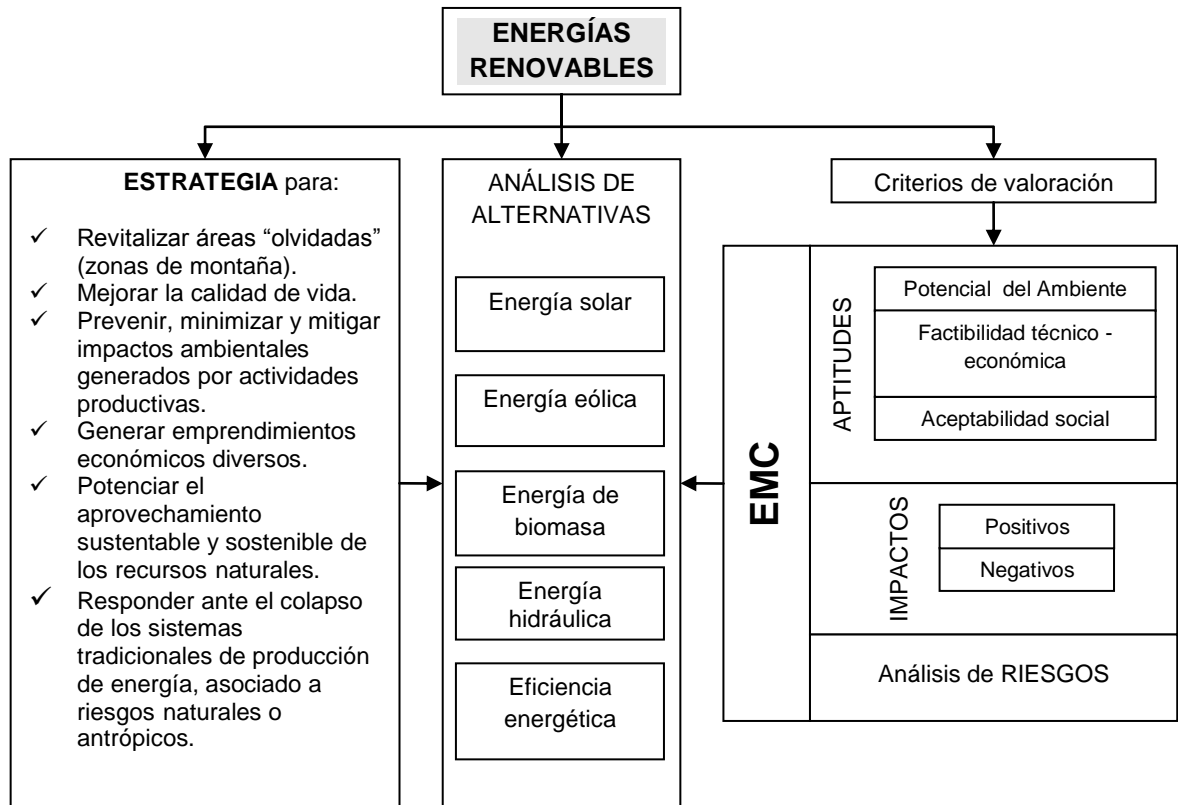 ENERGÍAS
RENOVABLES
ESTRATEGIA para:
✓ Revitalizar áreas “olvidadas”
(zonas de montaña).
✓ Mejorar la calidad de vida.
✓ Prevenir, minimizar y mitigar
impactos ambientales
generados por actividades
productivas.
✓ Generar emprendimientos
económicos diversos.
✓ Potenciar el
aprovechamiento
sustentable y sostenible de
los recursos naturales.
✓ Responder ante el colapso
de los sistemas
tradicionales de producción
de energía, asociado a
riesgos naturales o
antrópicos.
ANÁLISIS DE
ALTERNATIVAS
Energía solar
Energía eólica
Energía de
biomasa
Energía
hidráulica
Eficiencia
energética
Criterios de valoración
EMC
APTITUDES
Potencial del Ambiente
Factibilidad técnico -
económica
Aceptabilidad social
IMPACTOS
Positivos
Negativos
Análisis de RIESGOS